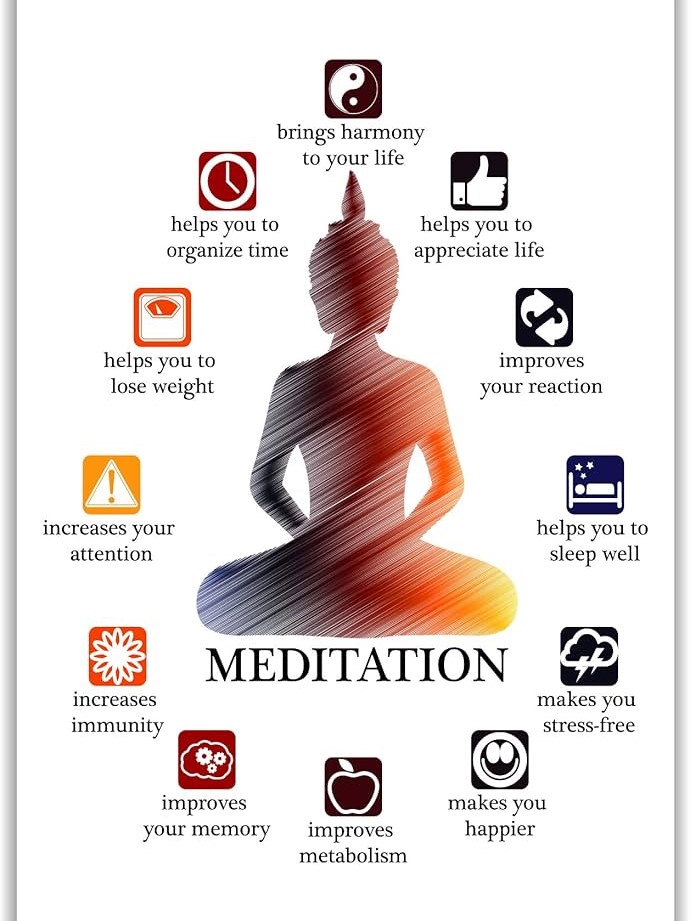 brings harmony
to your life
helps you to
organize time
helps you to
appreciate life
helps you to
lose weight
improves
your reaction
increases your
attention
helps you to
sleep well
MEDITATION
increases
immunity
makes you
stress-free
improves
your memory
improves
metabolism
makes you
happier